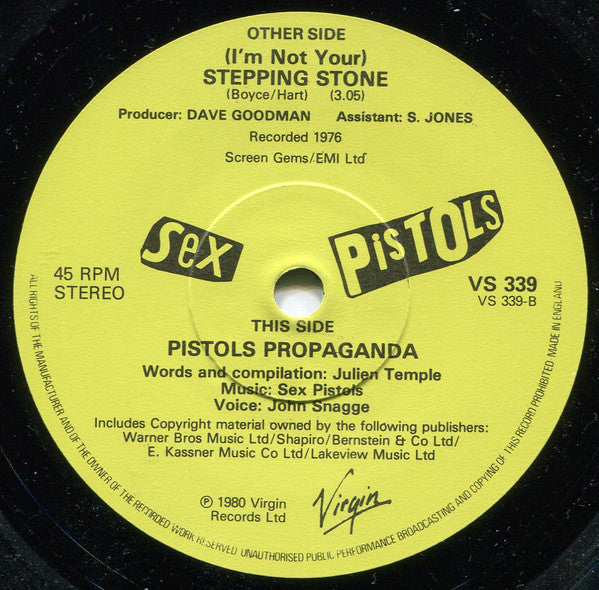 OTHER SIDE
(I'm Not Your)
STEPPING STONE
(Boyce/Hart) (3.05)
Producer: DAVE GOODMAN Assistant: S. JONES
Recorded 1976
Screen Gems/EMI Ltd
Sex PiSTOLs
45 RPM
STEREO
VS 339
VS 339-B
THIS SIDE
PISTOLS PROPAGANDA
Words and compilation: Julien Temple
Music: Sex Pistols
Voice: John Snagge
Includes Copyright material owned by the following publishers:
Warner Bros Music Ltd/Shapiro/Bernstein & Co Ltd/
E. Kassner Music Co Ltd/Lakeview Music Ltd
℗ 1980 Virgin
Records Ltd
Virgin
ALL RIGHTS OF THE MANUFACTURER AND OF THE OWNER OF THE RECORDED WORK RESERVED UNAUTHORISED PUBLIC PERFORMANCE BROADCASTING AND COPYING OF THIS RECORD PROHIBITED MADE IN ENGLAND